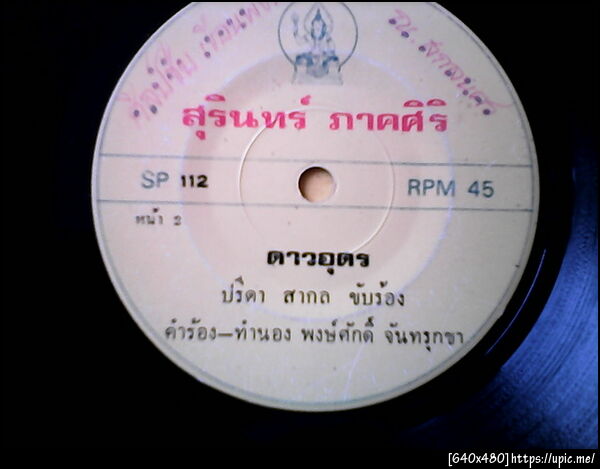 สุรินทร์ ภาคศิริ
SP 112
RPM 45
หน้า 2
ดาวอุดร
ปรีดา สากล ขับร้อง
คำร้อง-ทำนอง พงษ์ศักดิ์ จันทรุกขา
[640x480]https://upic.me/